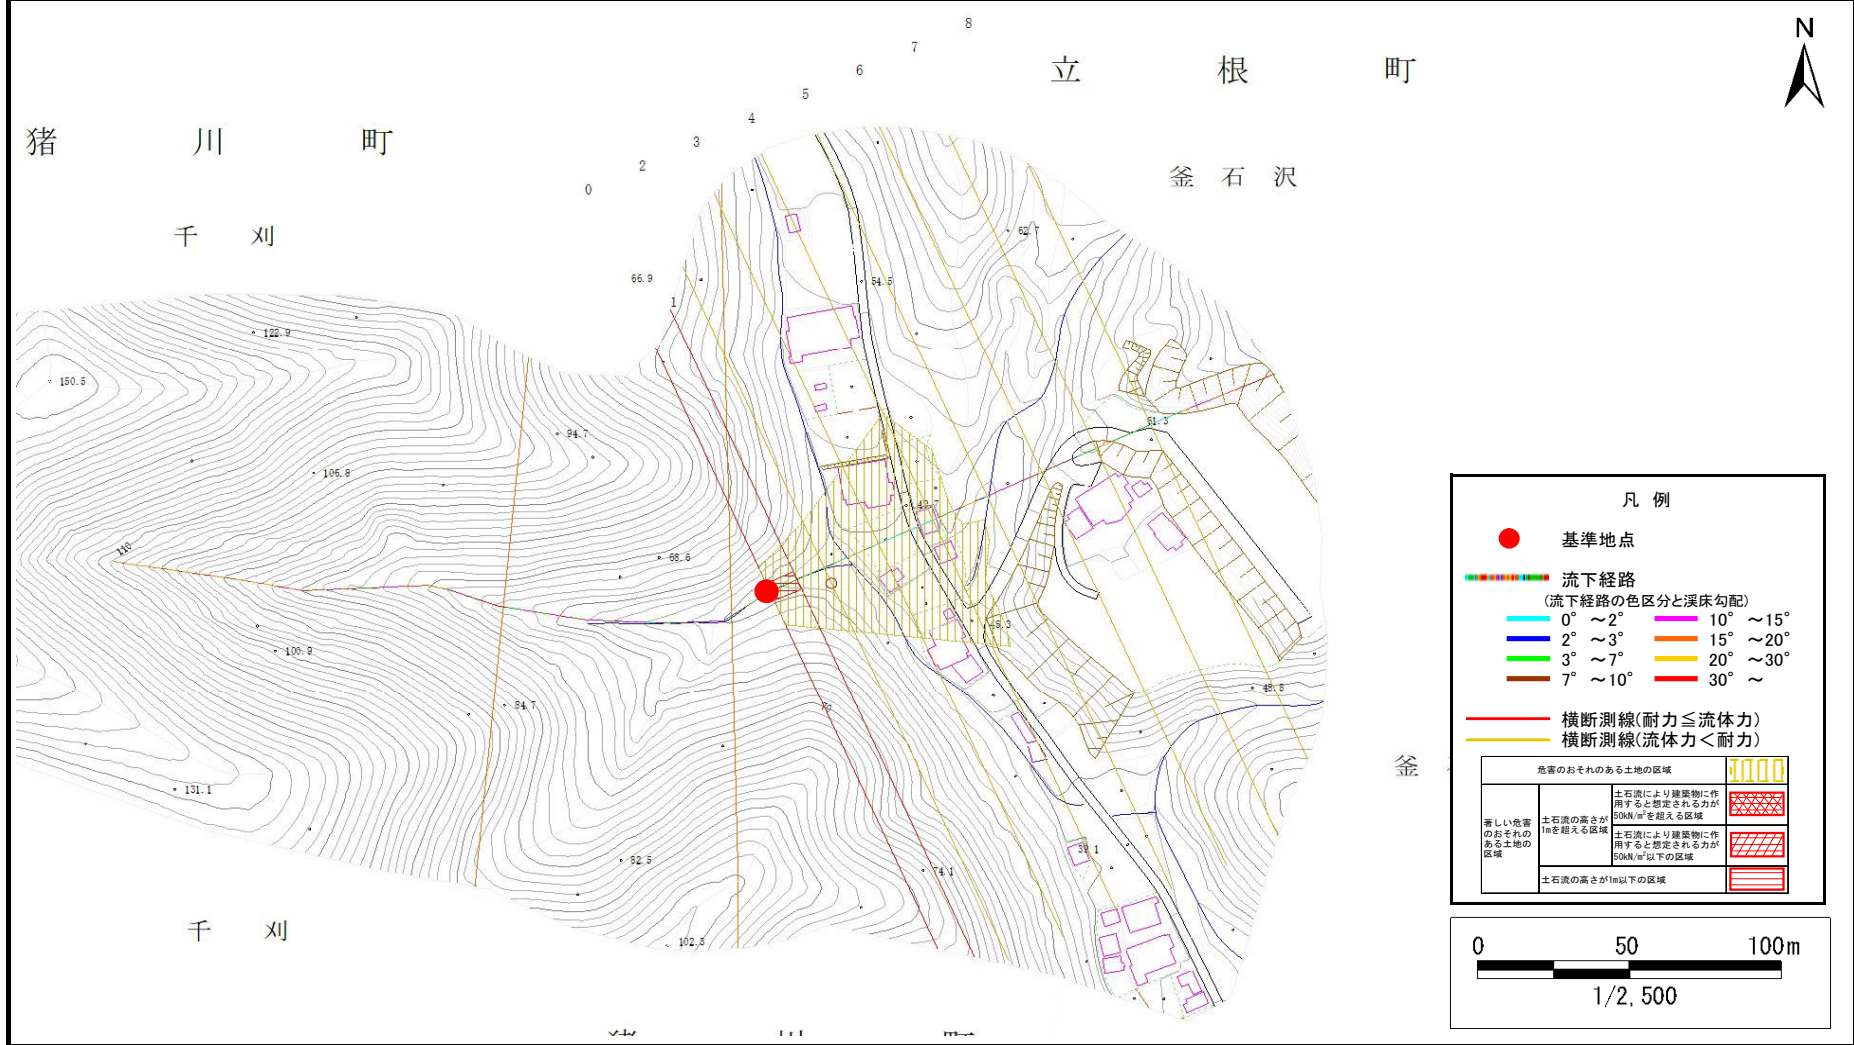 8
7
6
5
4
3
2
0
N
立根町
猪川町
釜石沢
千刈
66.9
1
62.7
54.5
122.9
150.5
94.7
106.8
61.3
49.7
110
68.6
45.3
100.9
84.7
70
48.5
131.1
82.5
74.1
39.1
102.3
釜
千刈
凡例
基準地点
流下経路
(流下経路の色区分と渓床勾配)
0°～2° 10°～15°
2°～3° 15°～20°
3°～7° 20°～30°
7°～10° 30°～
横断測線(耐力≦流体力)
横断測線(流体力＜耐力)
危害のおそれのある土地の区域
著しい危害
のおそれの
ある土地の
区域
土石流の高さが
1mを超える区域
土石流により建築物に作
用すると想定される力が
50kN/㎡を超える区域
土石流により建築物に作
用すると想定される力が
50kN/㎡以下の区域
土石流の高さが1m以下の区域
0 50 100m
1/2,500